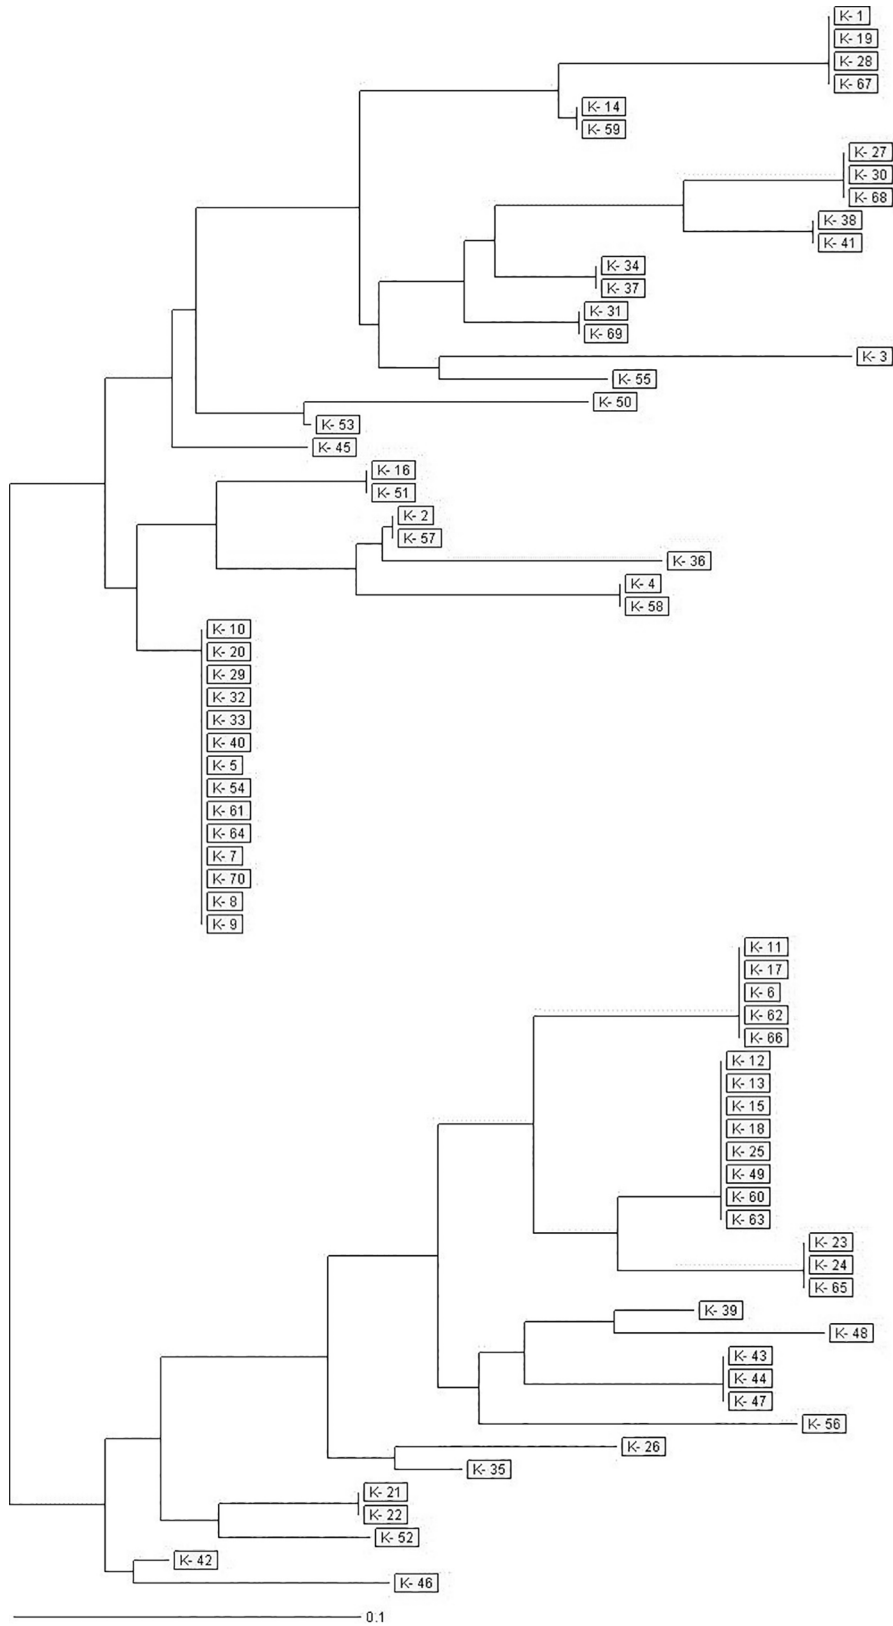 K- 1
K- 19
K- 28
K- 67
K- 14
K- 59
K- 27
K- 30
K- 68
K- 38
K- 41
K- 34
K- 37
K- 31
K- 69
K- 3
K- 55
K- 50
K- 53
K- 45
K- 16
K- 51
K- 2
K- 57
K- 36
K- 4
K- 58
K- 10
K- 20
K- 29
K- 32
K- 33
K- 40
K- 5
K- 54
K- 61
K- 64
K- 7
K- 70
K- 8
K- 9
K- 11
K- 17
K- 6
K- 62
K- 66
K- 12
K- 13
K- 15
K- 18
K- 25
K- 49
K- 60
K- 63
K- 23
K- 24
K- 65
K- 39
K- 48
K- 43
K- 44
K- 47
K- 56
K- 26
K- 35
K- 21
K- 22
K- 52
K- 42
K- 46
0.1